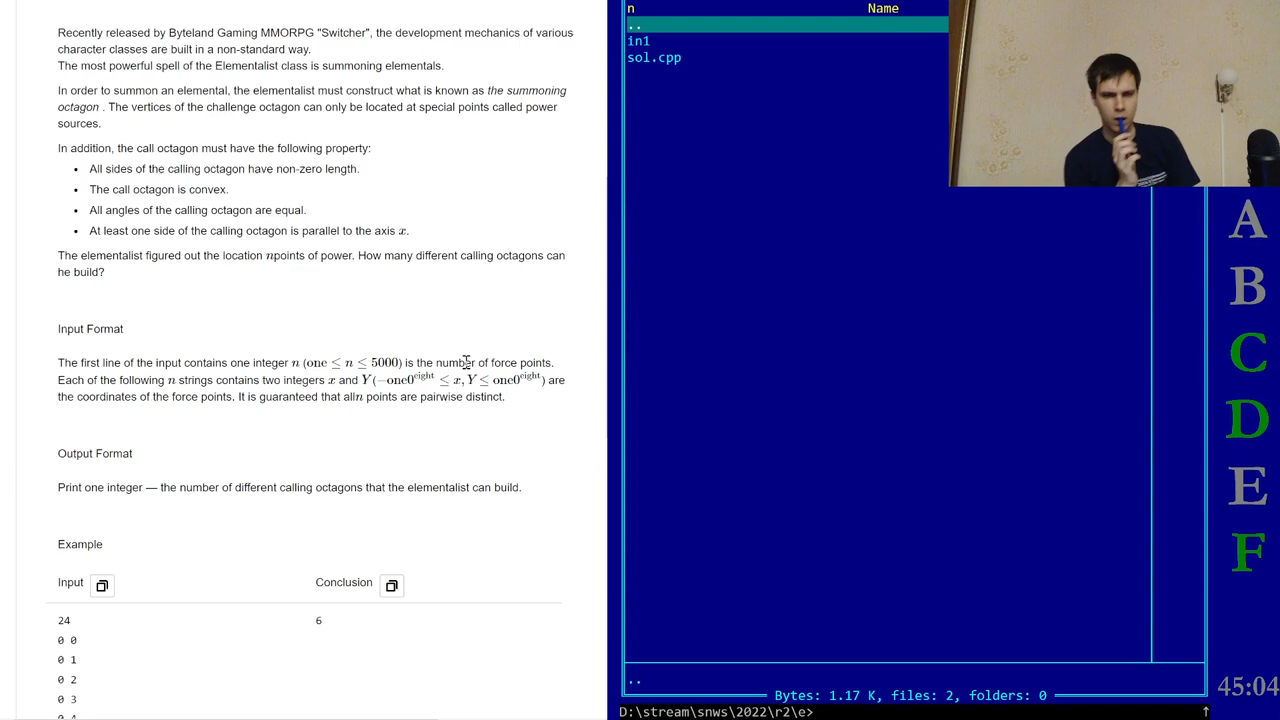 Recently released by Byteland Gaming MMORPG "Switcher", the development mechanics of various
character classes are built in a non-standard way.
The most powerful spell of the Elementalist class is summoning elementals.
In order to summon an elemental, the elementalist must construct what is known as the summoning
octagon . The vertices of the challenge octagon can only be located at special points called power
sources.
In addition, the call octagon must have the following property:
• All sides of the calling octagon have non-zero length.
• The call octagon is convex.
• All angles of the calling octagon are equal.
• At least one side of the calling octagon is parallel to the axis x.
The elementalist figured out the location npoints of power. How many different calling octagons can
he build?
Input Format
The first line of the input contains one integer n (one ≤ n ≤ 5000) is the number of force points.
Each of the following n strings contains two integers x and Y (−one0^eight ≤ x, Y ≤ one0^eight) are
the coordinates of the force points. It is guaranteed that alln points are pairwise distinct.
Output Format
Print one integer — the number of different calling octagons that the elementalist can build.
Example
Input
Conclusion
24
6
0 0
0 1
0 2
0 3
0 4
n
Name
..
in1
sol.cpp
..
Bytes: 1.17 K, files: 2, folders: 0
D:\stream\snws\2022\r2\e>
↑
A
B
C
D
E
F
45:04